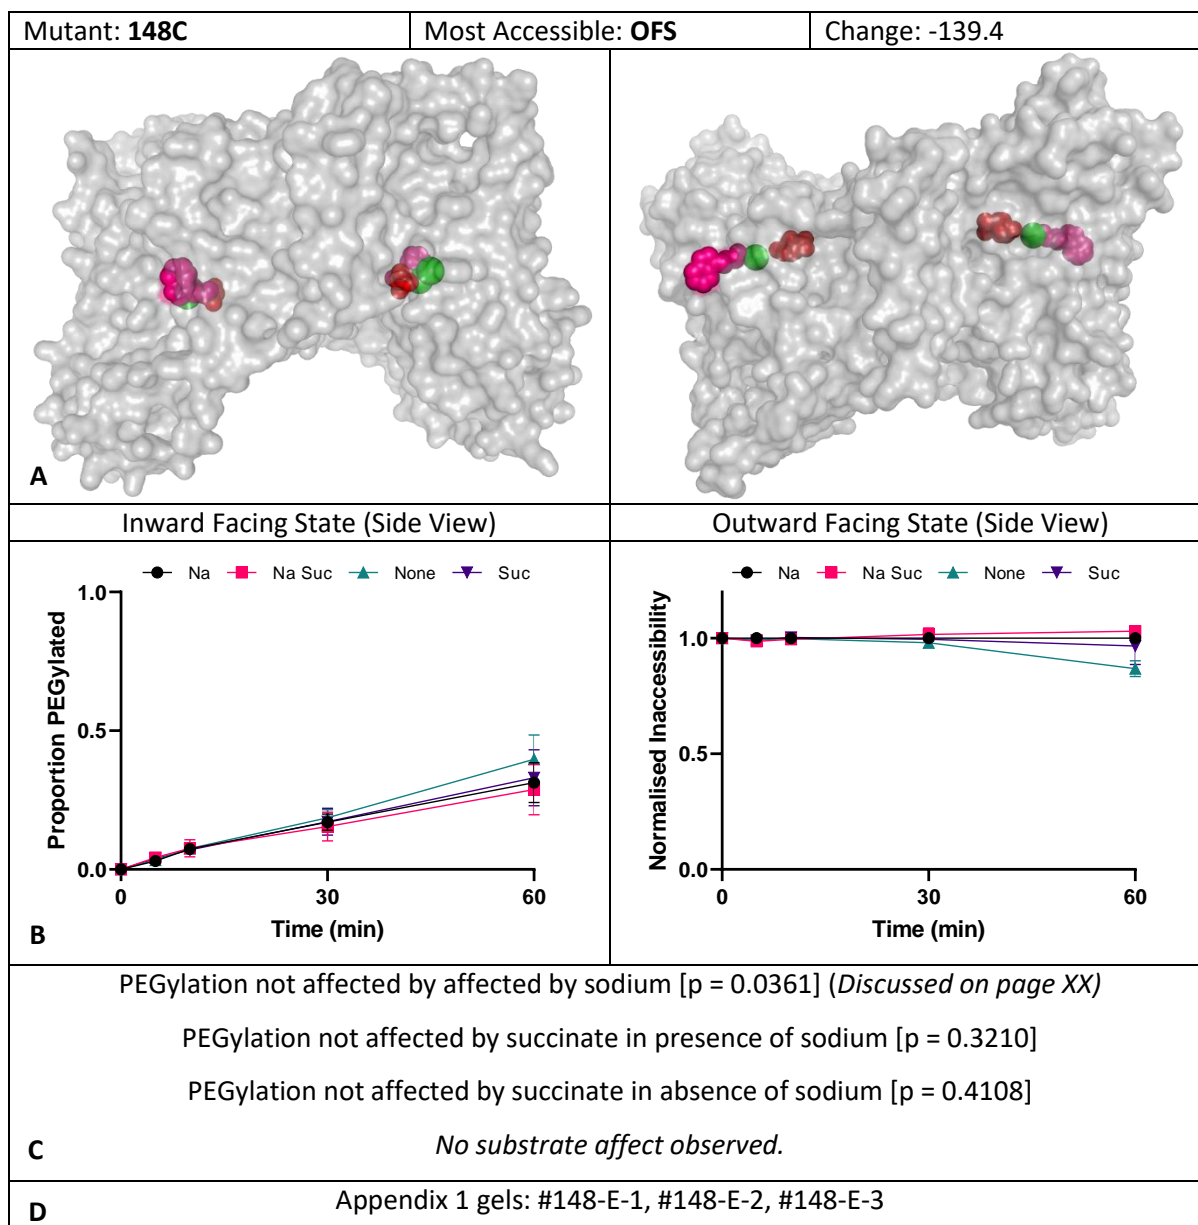 Mutant: 148C
Most Accessible: OFS
Change: -139.4
A
Inward Facing State (Side View)
Outward Facing State (Side View)
Na Na Suc None Suc
1.0
0.5
0.0
Proportion PEGylated
0 30 60
Time (min)
B
Na Na Suc None Suc
1.0
0.5
0.0
Normalised Inaccessibility
0 30 60
Time (min)
PEGylation not affected by affected by sodium [p = 0.0361] (Discussed on page XX)
PEGylation not affected by succinate in presence of sodium [p = 0.3210]
PEGylation not affected by succinate in absence of sodium [p = 0.4108]
No substrate affect observed.
C
Appendix 1 gels: #148-E-1, #148-E-2, #148-E-3
D